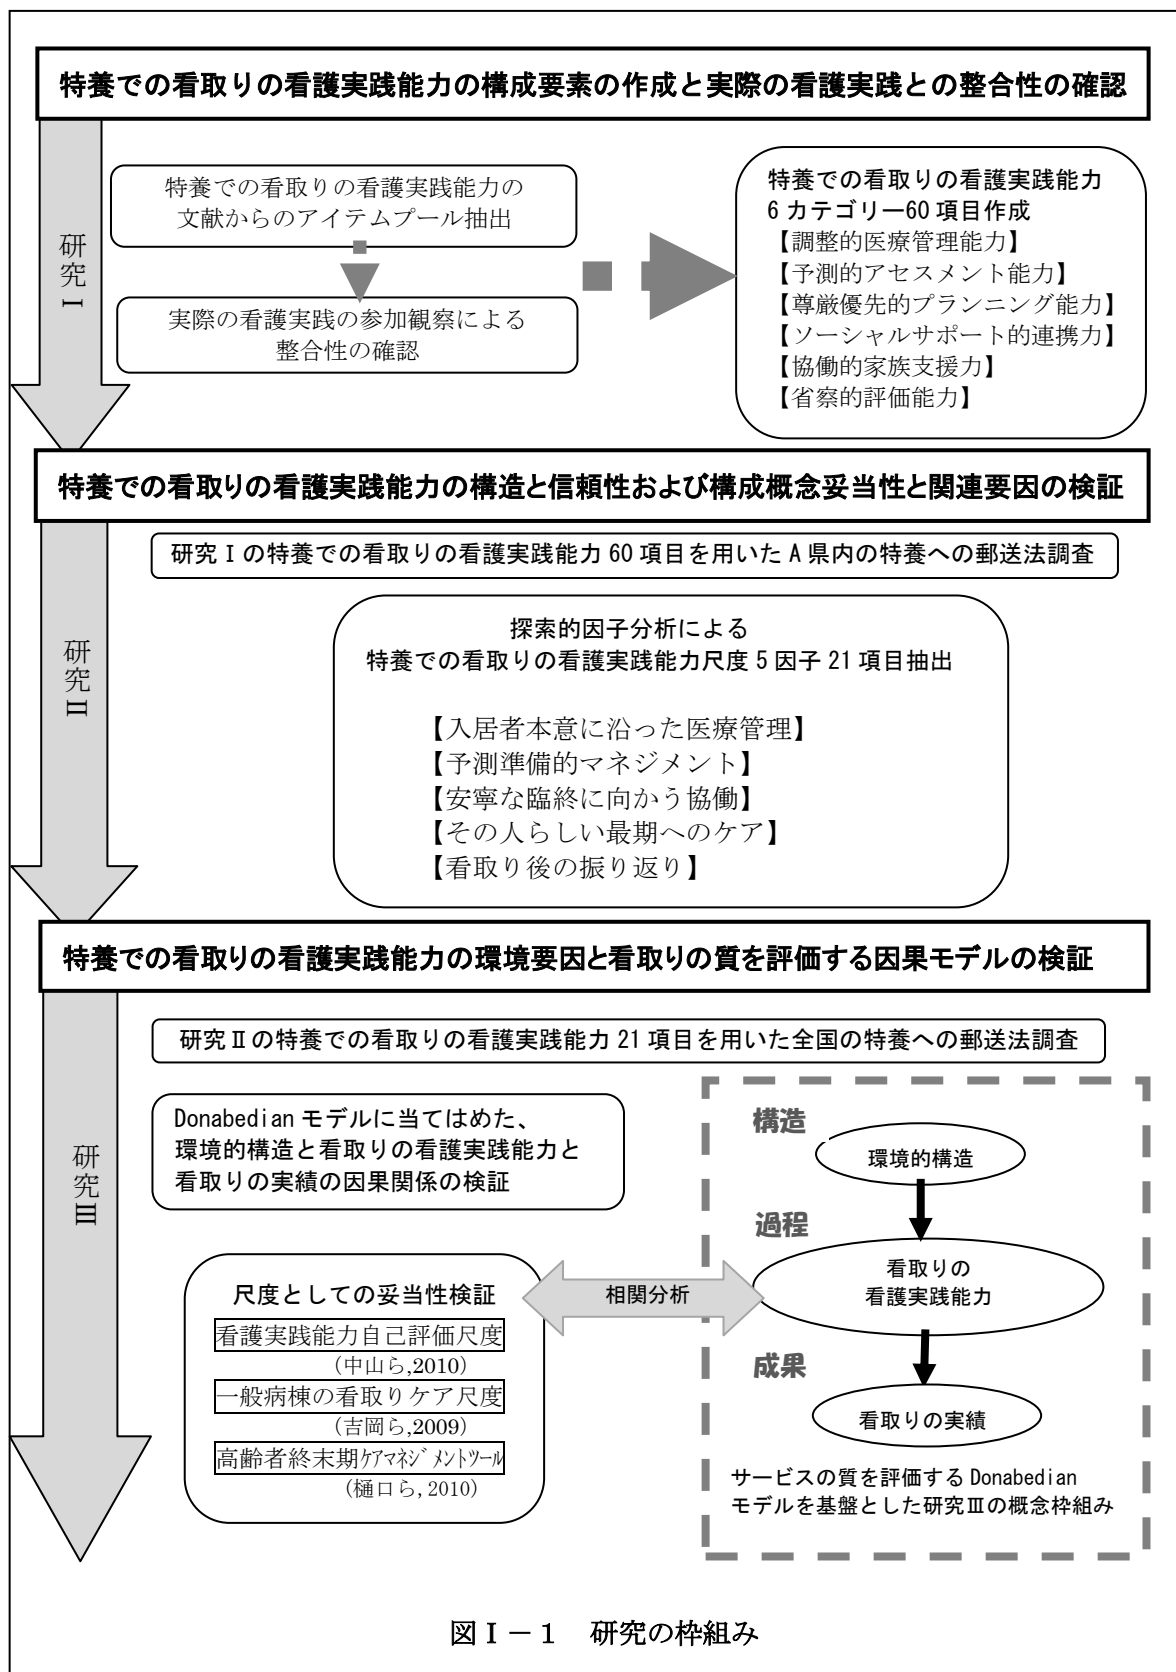 特養での看取りの看護実践能力の構成要素の作成と実際の看護実践との整合性の確認
研究Ⅰ
特養での看取りの看護実践能力の
文献からのアイテムプール抽出
実際の看護実践の参加観察による
整合性の確認
特養での看取りの看護実践能力
6カテゴリー60項目作成
【調整的医療管理能力】
【予測的アセスメント能力】
【尊厳優先的プランニング能力】
【ソーシャルサポート的連携力】
【協働的家族支援力】
【省察的評価能力】
特養での看取りの看護実践能力の構造と信頼性および構成概念妥当性と関連要因の検証
研究Ⅱ
研究Ⅰの特養での看取りの看護実践能力60項目を用いたA県内の特養への郵送法調査
探索的因子分析による
特養での看取りの看護実践能力尺度5因子21項目抽出
【入居者本意に沿った医療管理】
【予測準備的マネジメント】
【安寧な臨終に向かう協働】
【その人らしい最期へのケア】
【看取り後の振り返り】
特養での看取りの看護実践能力の環境要因と看取りの質を評価する因果モデルの検証
研究Ⅲ
研究Ⅱの特養での看取りの看護実践能力21項目を用いた全国の特養への郵送法調査
Donabedianモデルに当てはめた、
環境的構造と看取りの看護実践能力と
看取りの実績の因果関係の検証
尺度としての妥当性検証
看護実践能力自己評価尺度
(中山ら,2010)
一般病棟の看取りケア尺度
(吉岡ら,2009)
高齢者終末期ケアマネジメントツール
(樋口ら,2010)
相関分析
構造
環境的構造
過程
看取りの
看護実践能力
成果
看取りの実績
サービスの質を評価するDonabedian
モデルを基盤とした研究Ⅲの概念枠組み
図Ⅰ－１　研究の枠組み